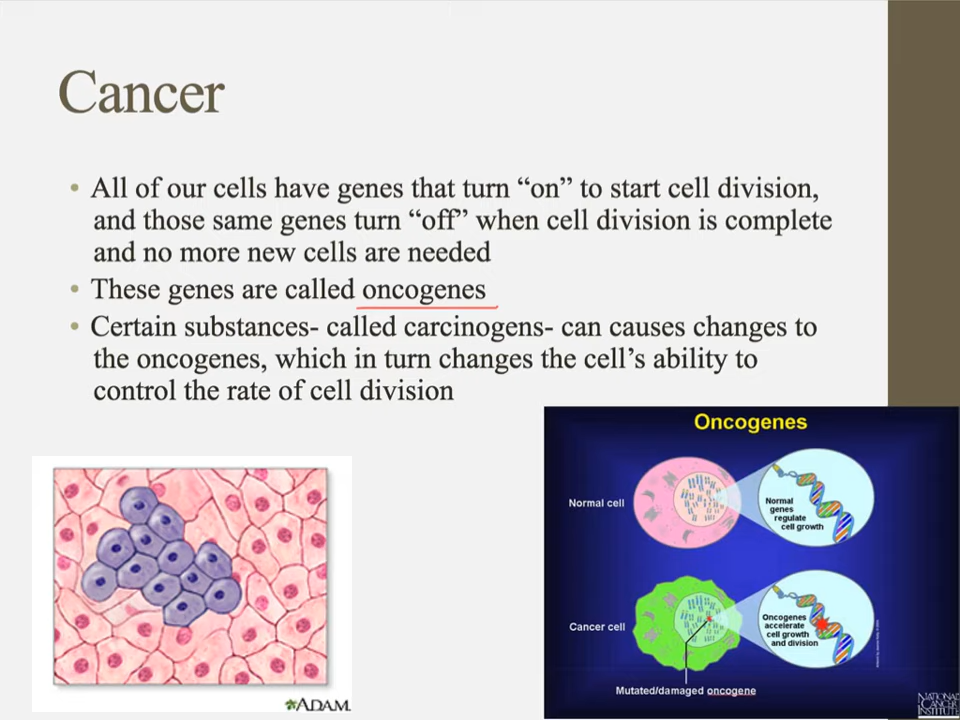 Cancer
• All of our cells have genes that turn “on” to start cell division,
and those same genes turn “off” when cell division is complete
and no more new cells are needed
• These genes are called oncogenes
• Certain substances- called carcinogens- can causes changes to
the oncogenes, which in turn changes the cell’s ability to
control the rate of cell division
ADAM.
Oncogenes
Normal cell
Normal
genes
regulate
cell growth
Cancer cell
Oncogenes
accelerate
cell growth
and division
Mutated/damaged oncogene
NATIONAL
CANCER
INSTITUTE